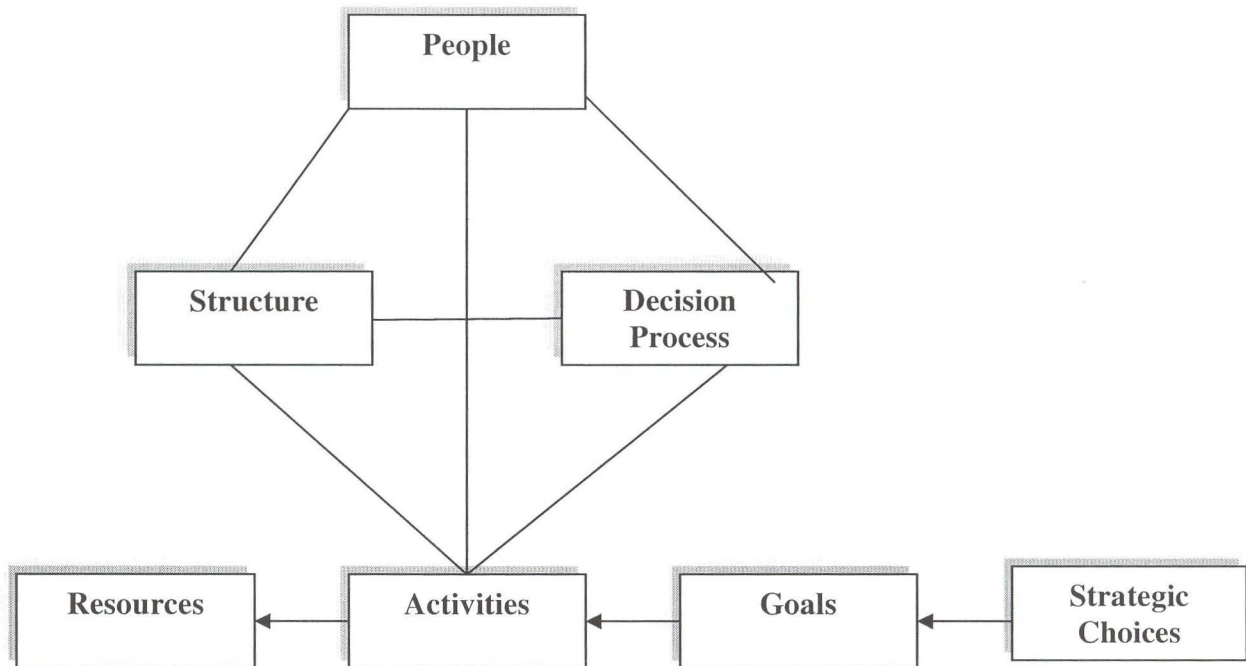 People
Structure
Decision
Process
Resources
Activities
Goals
Strategic
Choices